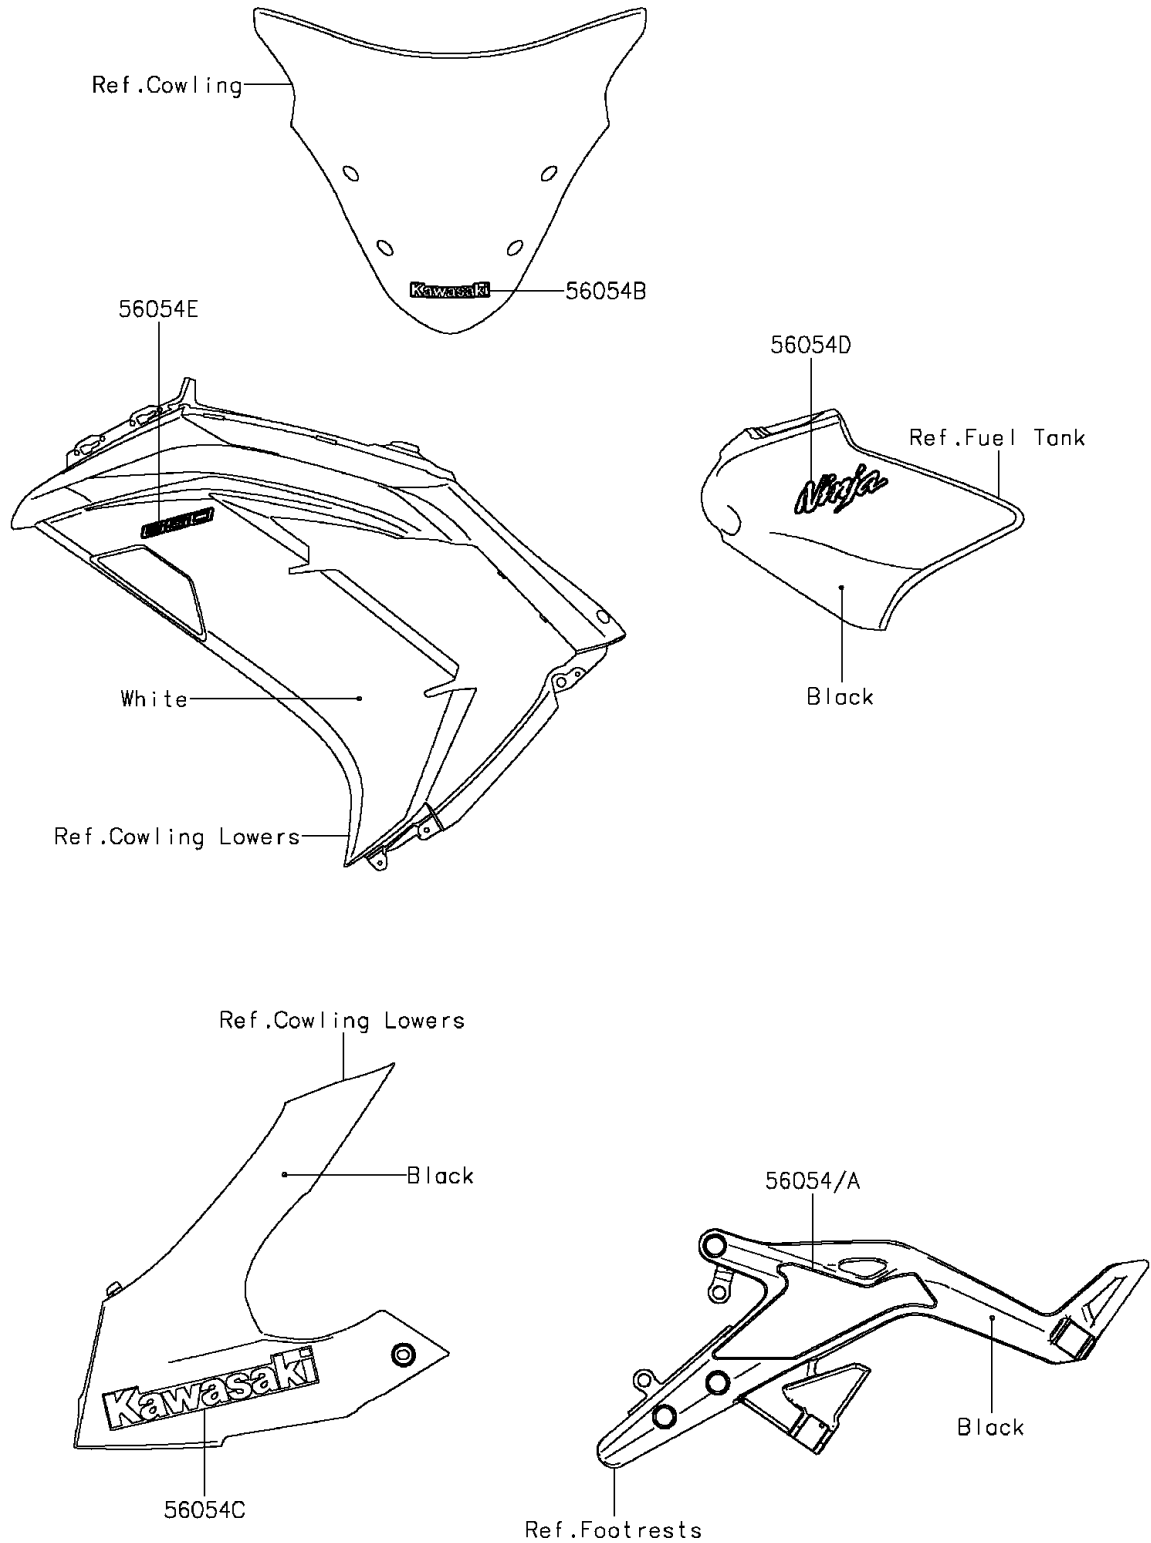 Ref.Cowling
Kawasaki
56054B
56054E
56054D
Ref.Fuel Tank
650
Ninja
White
Black
Ref.Cowling Lowers
Ref.Cowling Lowers
Black
56054/A
Kawasaki
Black
56054C
Ref.Footrests